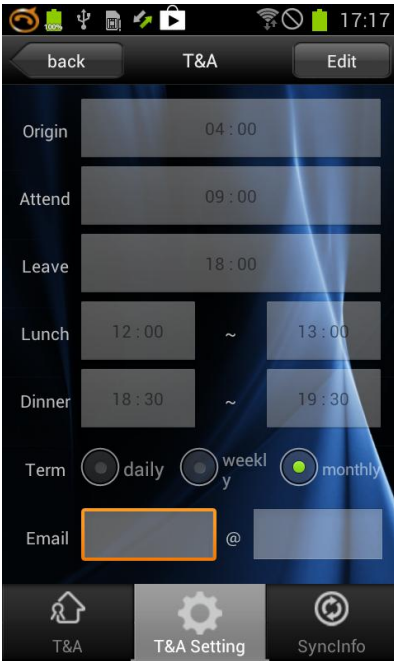 100%
17:17
back
T&A
Edit
Origin
04 : 00
Attend
09 : 00
Leave
18 : 00
Lunch
12 : 00
~
13 : 00
Dinner
18 : 30
~
19 : 30
Term
daily
weekl
y
monthly
Email
@
T&A
T&A Setting
SyncInfo